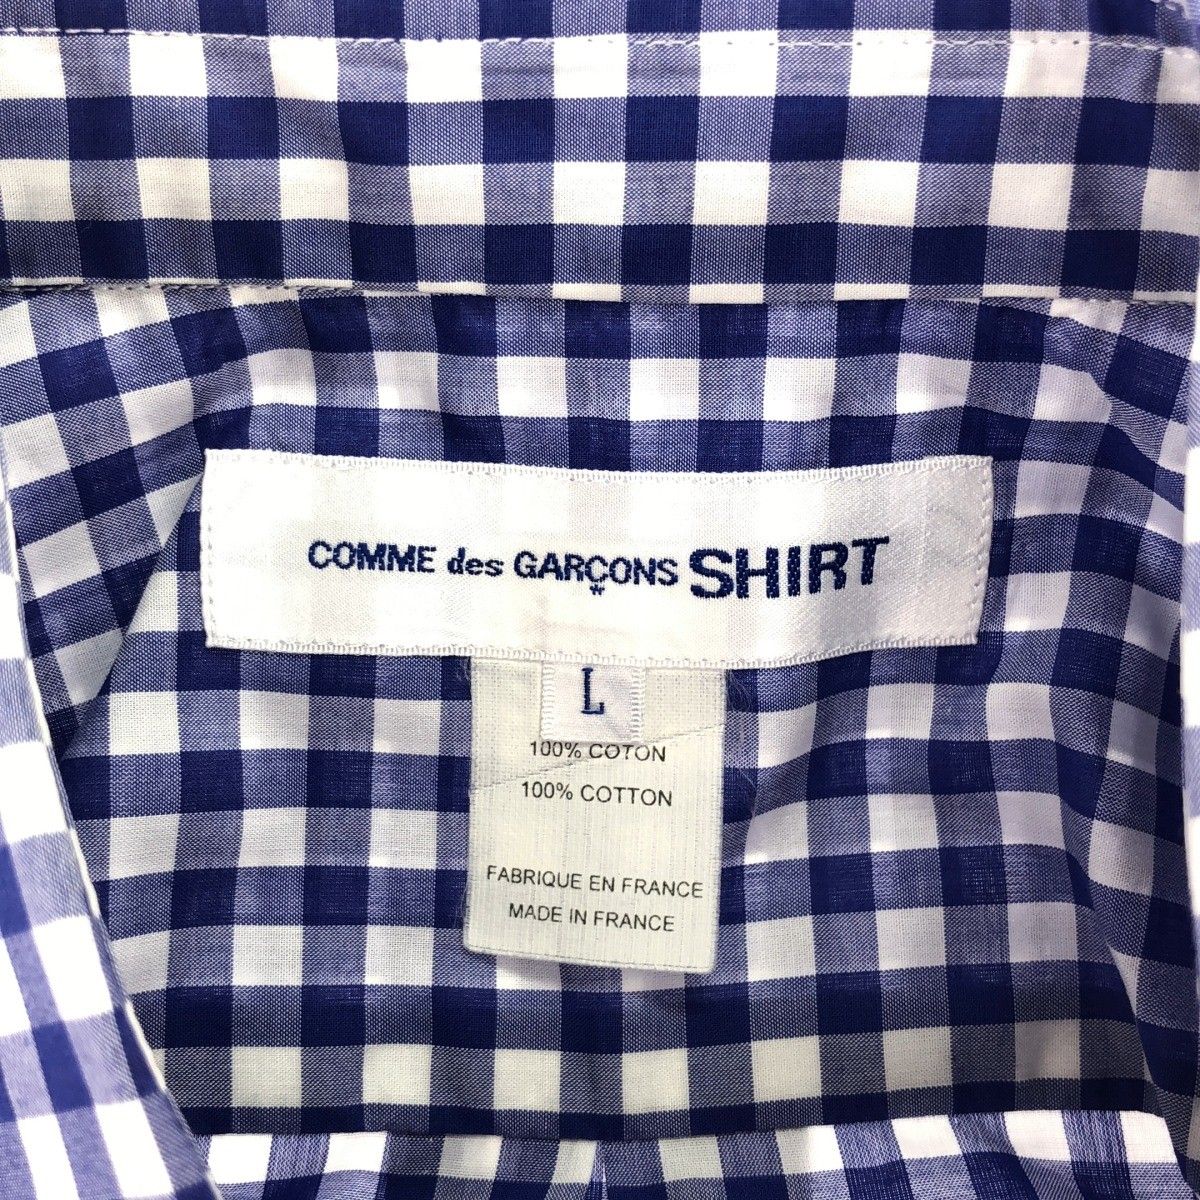 COMME des GARÇONS SHIRT
L
100% COTON
100% COTTON
FABRIQUE EN FRANCE
MADE IN FRANCE